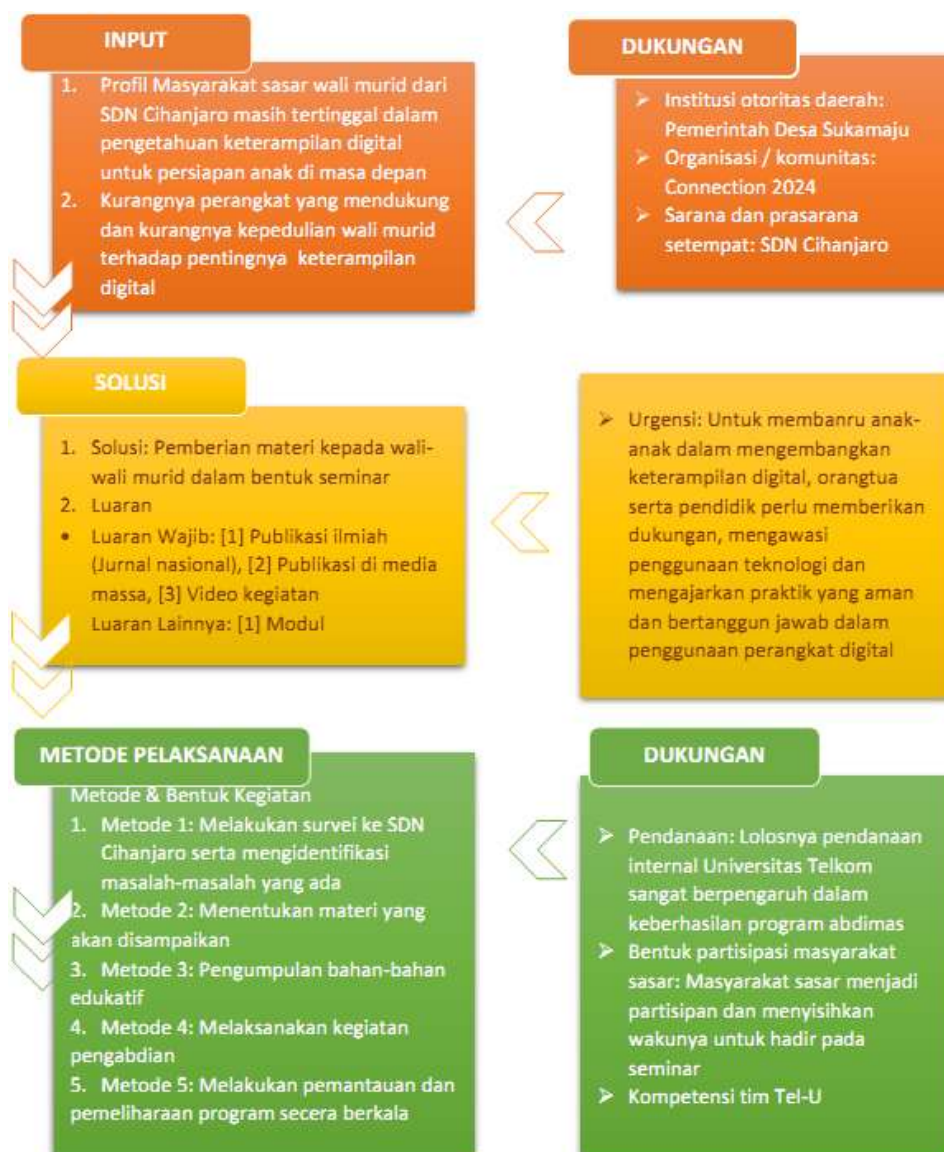 INPUT
1. Profil Masyarakat sasar wali murid dari
SDN Cihanjaro masih tertinggal dalam
pengetahuan keterampilan digital
untuk persiapan anak di masa depan
2. Kurangnya perangkat yang mendukung
dan kurangnya kepedulian wali murid
terhadap pentingnya keterampilan
digital
DUKUNGAN
➢ Institusi otoritas daerah:
Pemerintah Desa Sukamaju
➢ Organisasi / komunitas:
Connection 2024
➢ Sarana dan prasarana
setempat: SDN Cihanjaro
SOLUSI
1. Solusi: Pemberian materi kepada wali-
wali murid dalam bentuk seminar
2. Luaran
• Luaran Wajib: [1] Publikasi ilmiah
(Jurnal nasional), [2] Publikasi di media
massa, [3] Video kegiatan
Luaran Lainnya: [1] Modul
➢ Urgensi: Untuk membanru anak-
anak dalam mengembangkan
keterampilan digital, orangtua
serta pendidik perlu memberikan
dukungan, mengawasi
penggunaan teknologi dan
mengajarkan praktik yang aman
dan bertanggun jawab dalam
penggunaan perangkat digital
METODE PELAKSANAAN
Metode & Bentuk Kegiatan
1. Metode 1: Melakukan survei ke SDN
Cihanjaro serta mengidentifikasi
masalah-masalah yang ada
2. Metode 2: Menentukan materi yang
akan disampaikan
3. Metode 3: Pengumpulan bahan-bahan
edukatif
4. Metode 4: Melaksanakan kegiatan
pengabdian
5. Metode 5: Melakukan pemantauan dan
pemeliharaan program secera berkala
DUKUNGAN
➢ Pendanaan: Lolosnya pendanaan
internal Universitas Telkom
sangat berpengaruh dalam
keberhasilan program abdimas
➢ Bentuk partisipasi masyarakat
sasar: Masyarakat sasar menjadi
partisipan dan menyisihkan
wakunya untuk hadir pada
seminar
➢ Kompetensi tim Tel-U